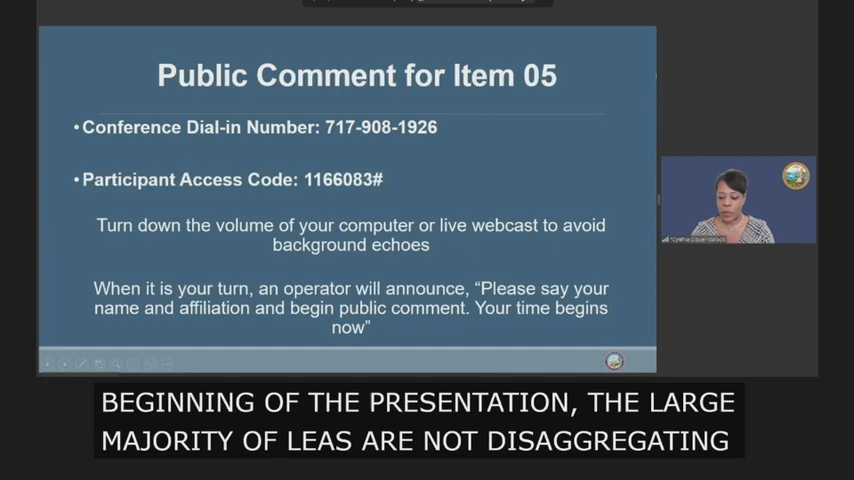 Public Comment for Item 05
•Conference Dial-in Number: 717-908-1926
•Participant Access Code: 1166083#
Turn down the volume of your computer or live webcast to avoid
background echoes
When it is your turn, an operator will announce, “Please say your
name and affiliation and begin public comment. Your time begins
now”
BEGINNING OF THE PRESENTATION, THE LARGE
MAJORITY OF LEAS ARE NOT DISAGGREGATING